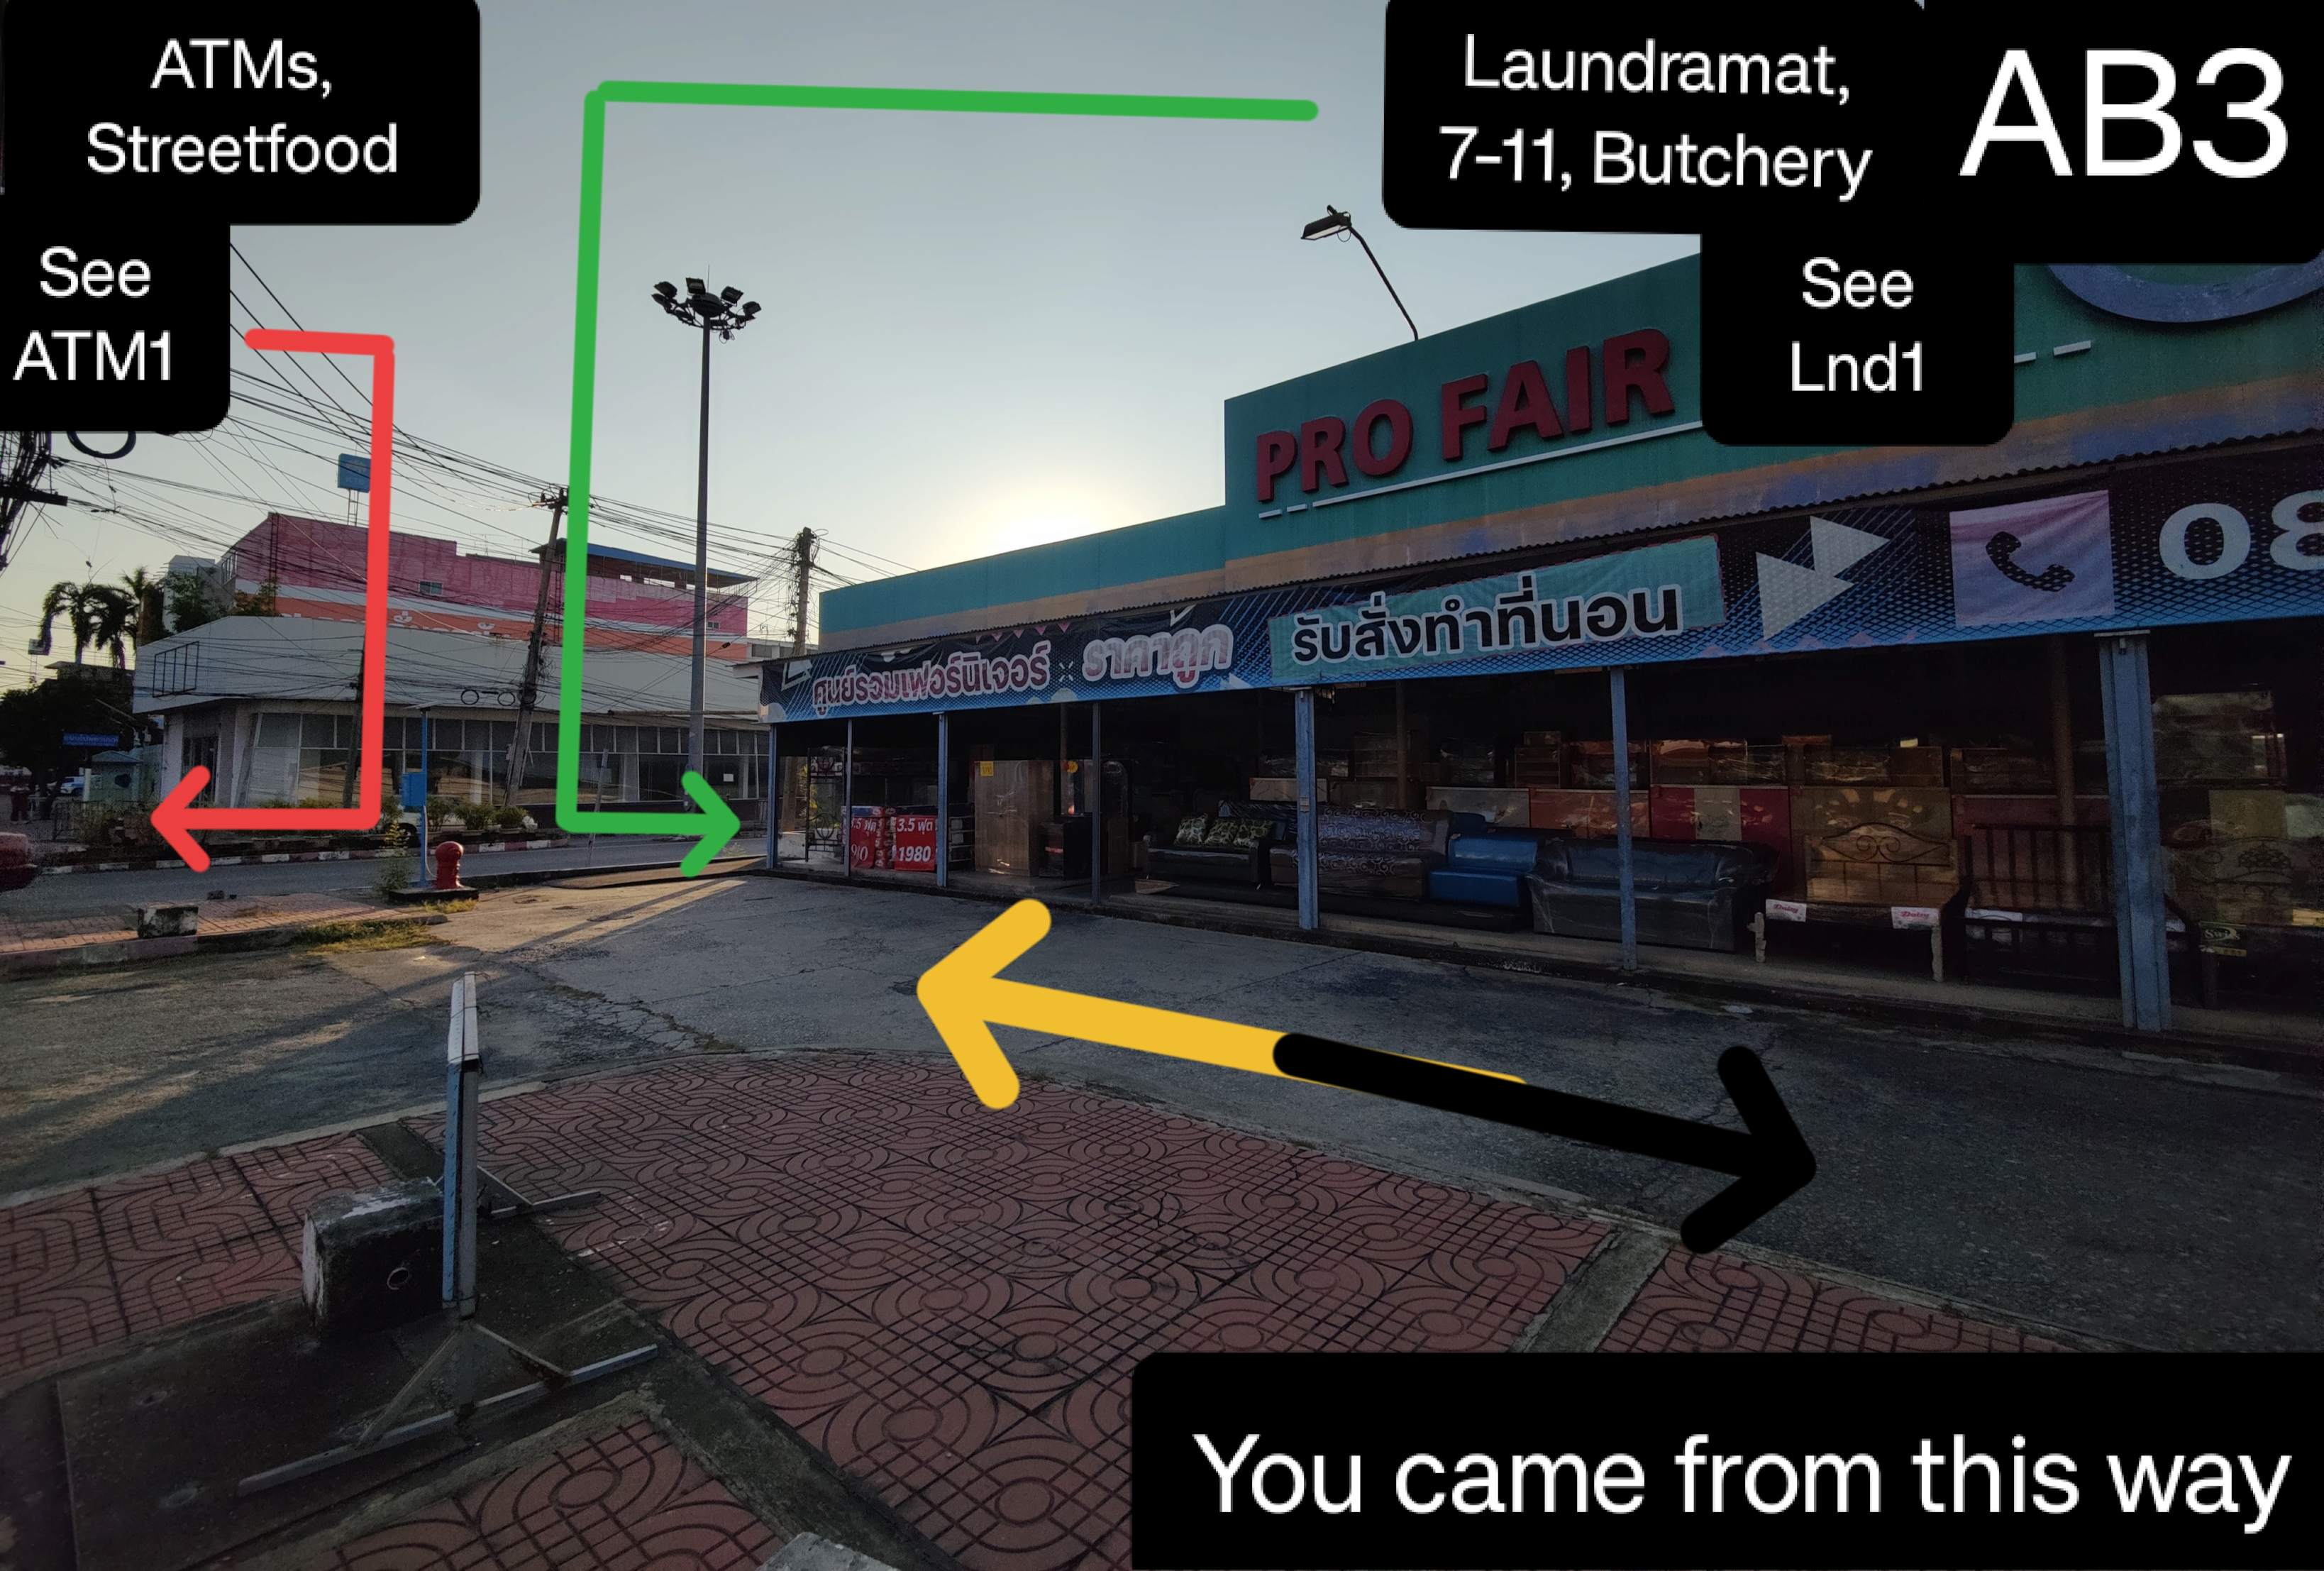 ATMs,
Streetfood
See
ATM1
Laundramat,
7-11, Butchery
AB3
See
Lnd1
PRO FAIR
ศูนย์รวมเฟอร์นิเจอร์ ราคาถูก
รับสั่งทำที่นอน
08
3.5 ฟุต
1980
You came from this way